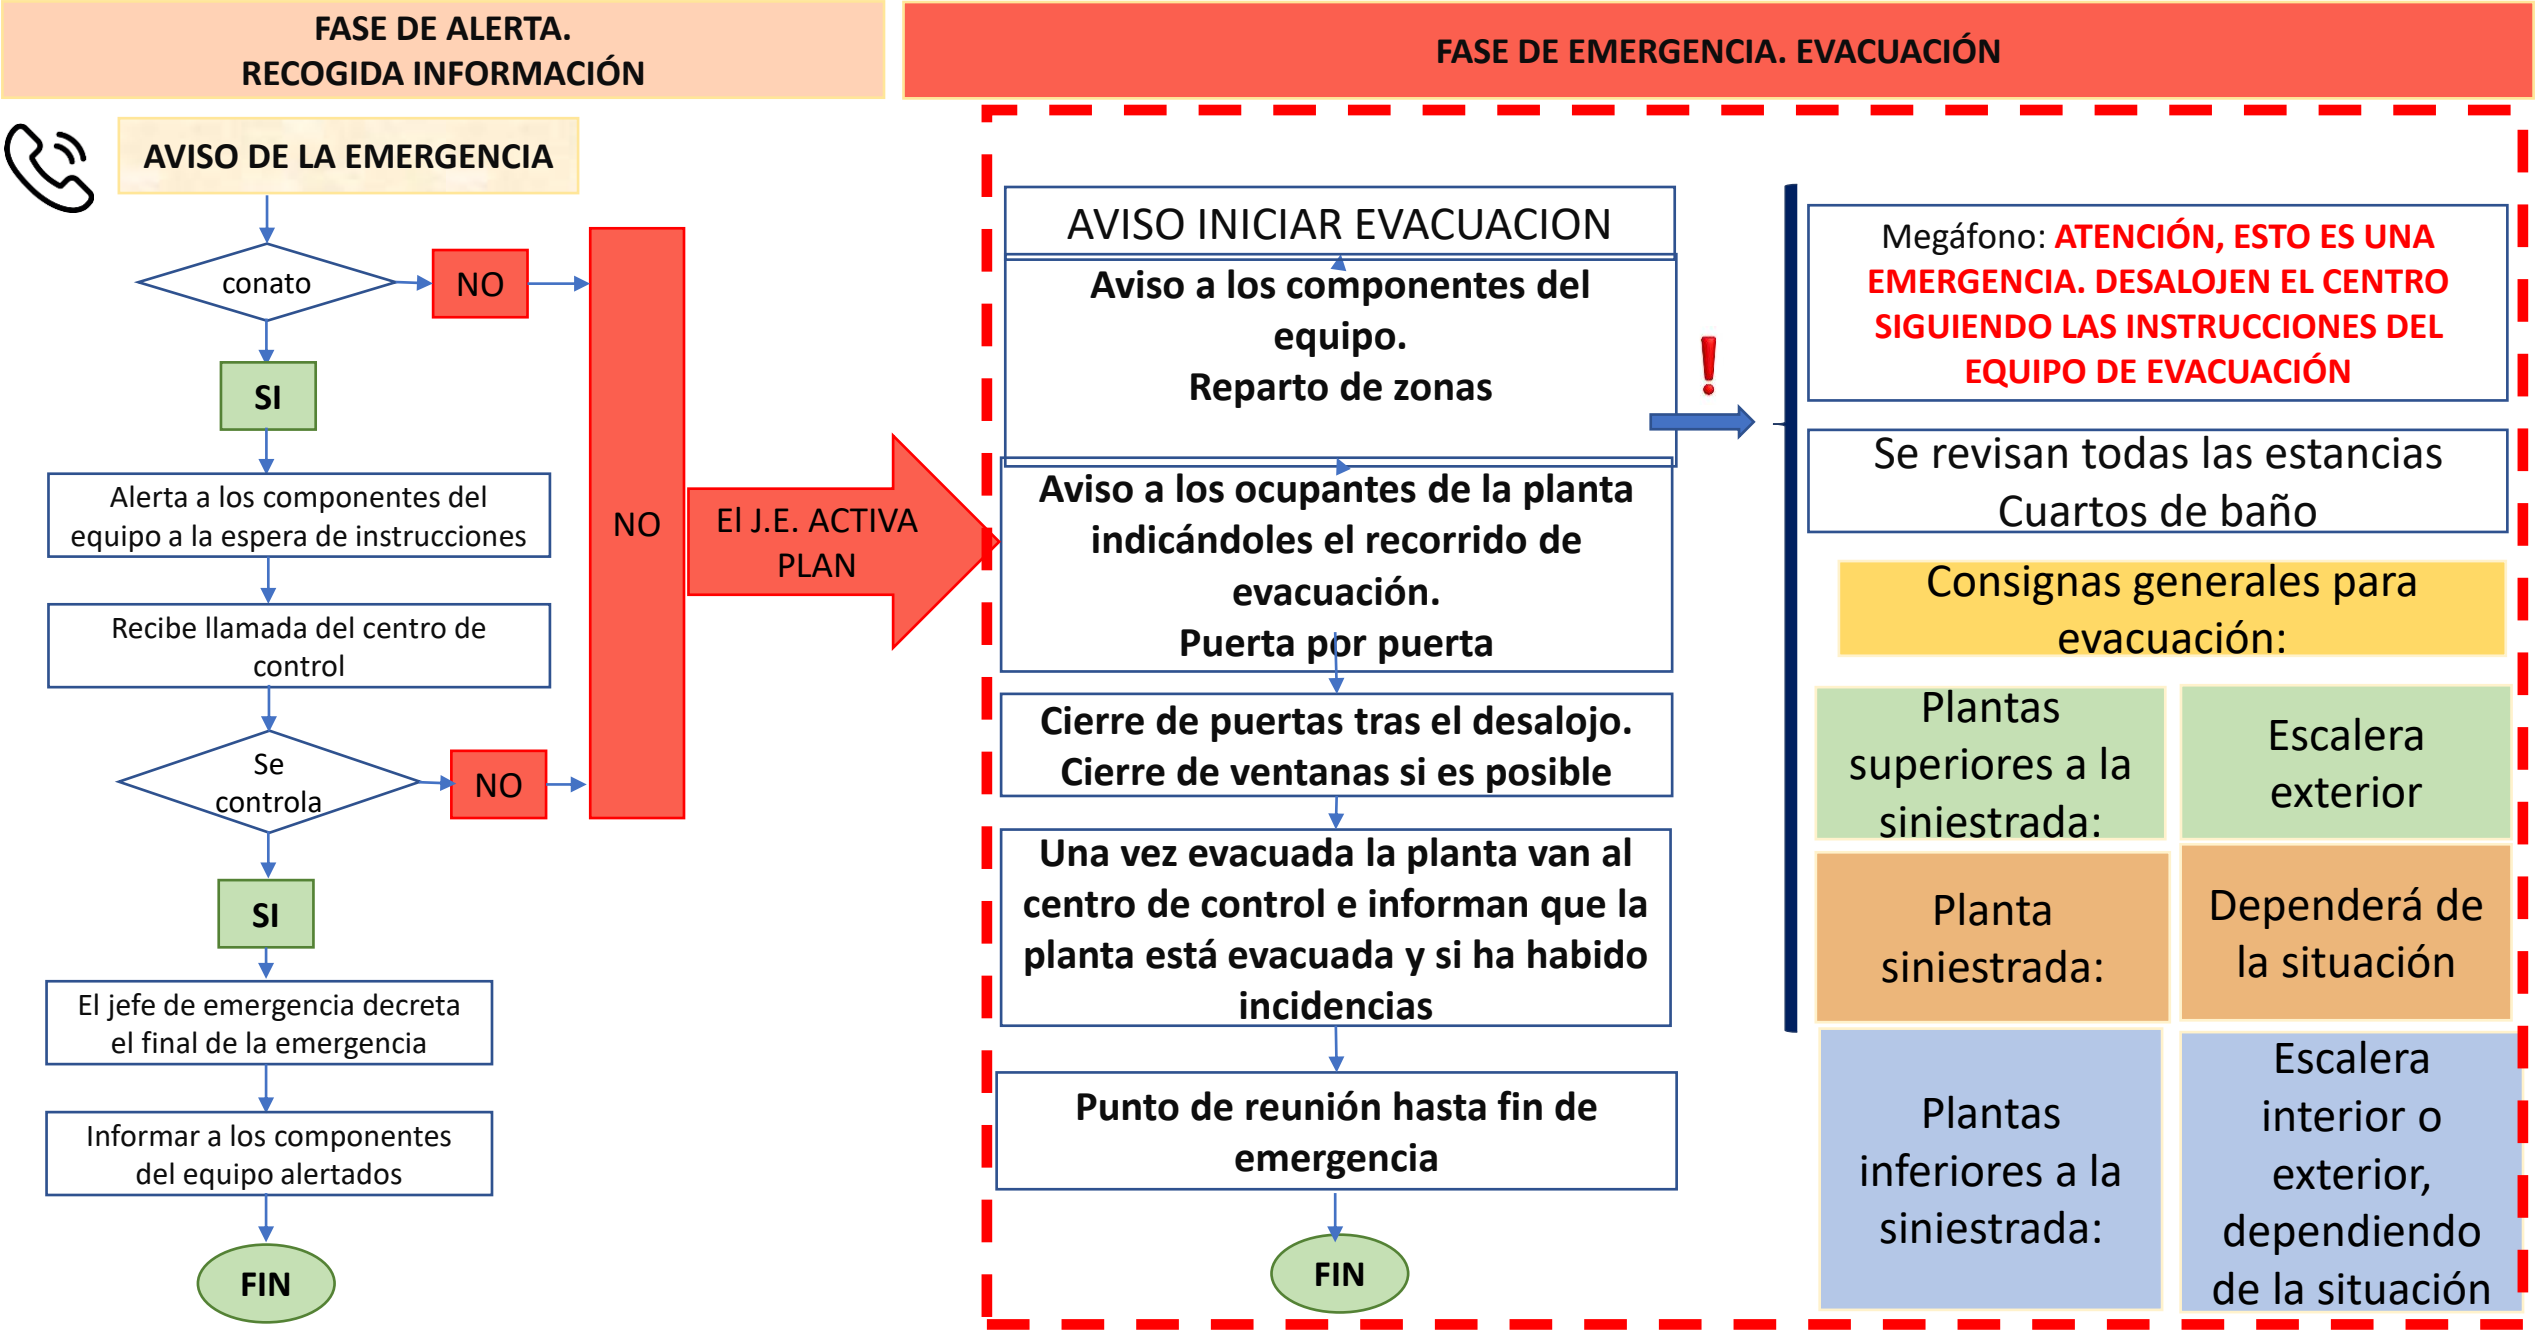 FASE DE ALERTA.
RECOGIDA INFORMACIÓN
FASE DE EMERGENCIA. EVACUACIÓN
AVISO DE LA EMERGENCIA
conato
NO
SI
Alerta a los componentes del
equipo a la espera de instrucciones
Recibe llamada del centro de
control
Se
controla
NO
SI
El jefe de emergencia decreta
el final de la emergencia
Informar a los componentes
del equipo alertados
FIN
NO
El J.E. ACTIVA
PLAN
AVISO INICIAR EVACUACION
Aviso a los componentes del
equipo.
Reparto de zonas
Aviso a los ocupantes de la planta
indicándoles el recorrido de
evacuación.
Puerta por puerta
Cierre de puertas tras el desalojo.
Cierre de ventanas si es posible
Una vez evacuada la planta van al
centro de control e informan que la
planta está evacuada y si ha habido
incidencias
Punto de reunión hasta fin de
emergencia
FIN
Megáfono: ATENCIÓN, ESTO ES UNA
EMERGENCIA. DESALOJEN EL CENTRO
SIGUIENDO LAS INSTRUCCIONES DEL
EQUIPO DE EVACUACIÓN
Se revisan todas las estancias
Cuartos de baño
Consignas generales para
evacuación:
Plantas
superiores a la
siniestrada:
Escalera
exterior
Planta
siniestrada:
Dependerá de
la situación
Plantas
inferiores a la
siniestrada:
Escalera
interior o
exterior,
dependiendo
de la situación